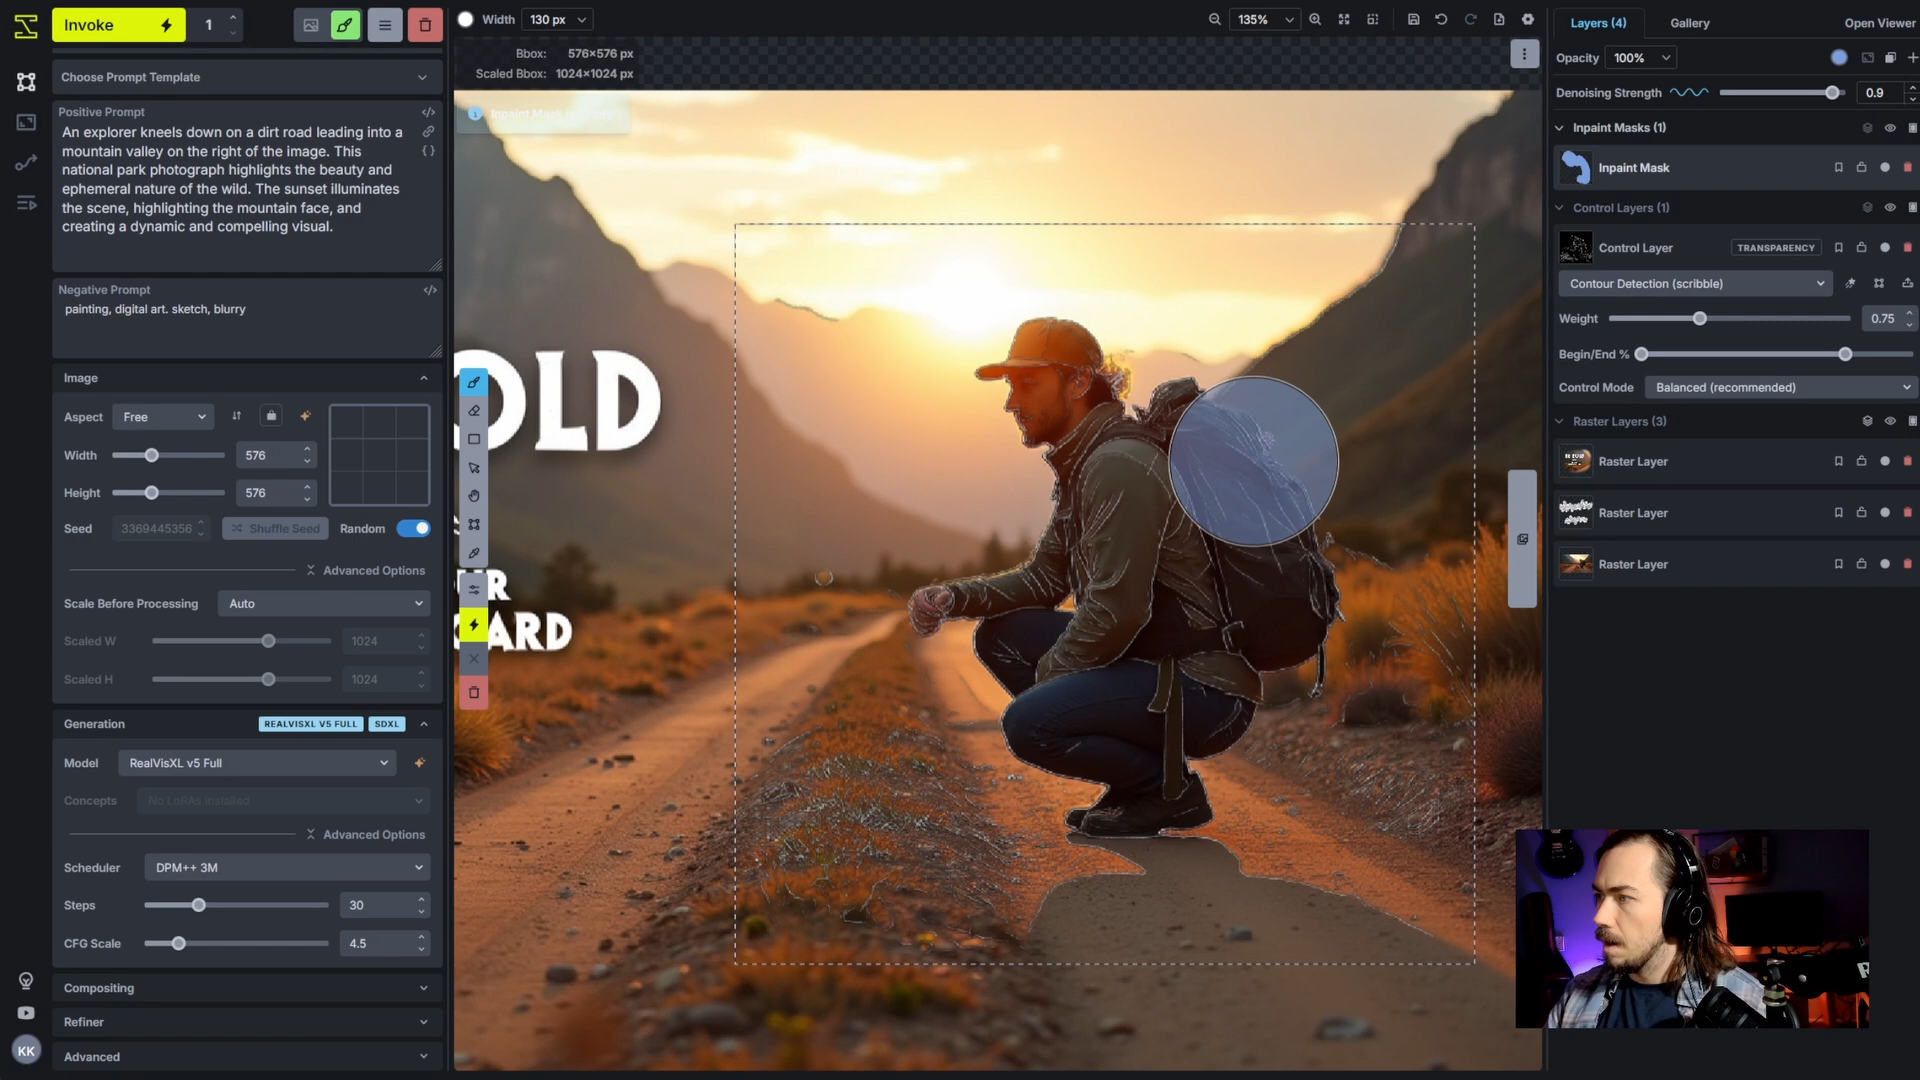 Invoke
1
Width
130 px
135%
Layers (4)
Gallery
Open Viewer
Bbox:
576×576 px
Scaled Bbox:
1024×1024 px
Opacity
100%
Choose Prompt Template
Denoising Strength
0.9
Positive Prompt
An explorer kneels down on a dirt road leading into a
mountain valley on the right of the image. This
national park photograph highlights the beauty and
ephemeral nature of the wild. The sunset illuminates
the scene, highlighting the mountain face, and
creating a dynamic and compelling visual.
Inpaint Mask
Inpaint Masks (1)
Inpaint Mask
Control Layers (1)
Control Layer
TRANSPARENCY
Contour Detection (scribble)
Weight
0.75
Begin/End %
Control Mode
Balanced (recommended)
Raster Layers (3)
Raster Layer
Raster Layer
Raster Layer
Negative Prompt
painting, digital art. sketch, blurry
Image
Aspect
Free
Width
576
Height
576
Seed
3369445356
Shuffle Seed
Random
Advanced Options
Scale Before Processing
Auto
Scaled W
1024
Scaled H
1024
OLD
UR
ARD
Generation
REALVISXL V5 FULL
SDXL
Model
RealVisXL v5 Full
Concepts
No LoRAs installed
Advanced Options
Scheduler
DPM++ 3M
Steps
30
CFG Scale
4.5
Compositing
Refiner
KK
Advanced